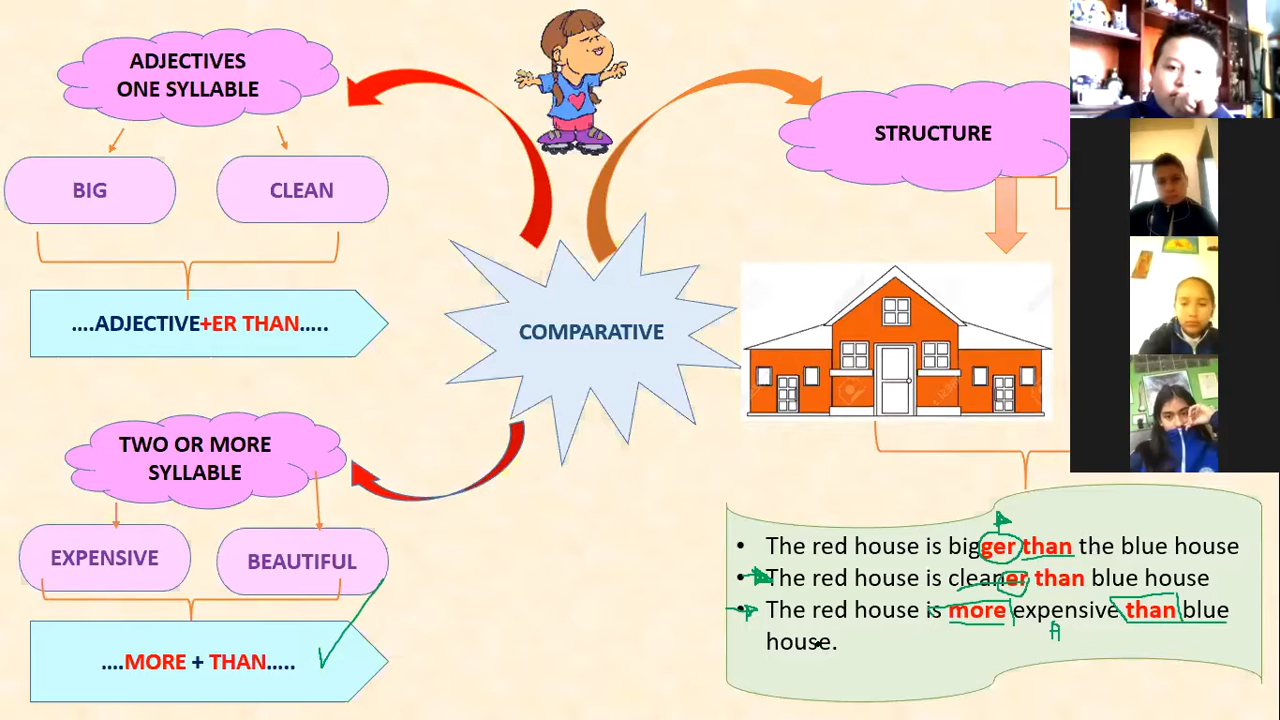 ADJECTIVES
ONE SYLLABLE
BIG
CLEAN
....ADJECTIVE+ER THAN.....
TWO OR MORE
SYLLABLE
EXPENSIVE
BEAUTIFUL
....MORE + THAN.....
COMPARATIVE
STRUCTURE
• The red house is bigger than the blue house
• The red house is cleaner than blue house
• The red house is more expensive than blue
house.
A